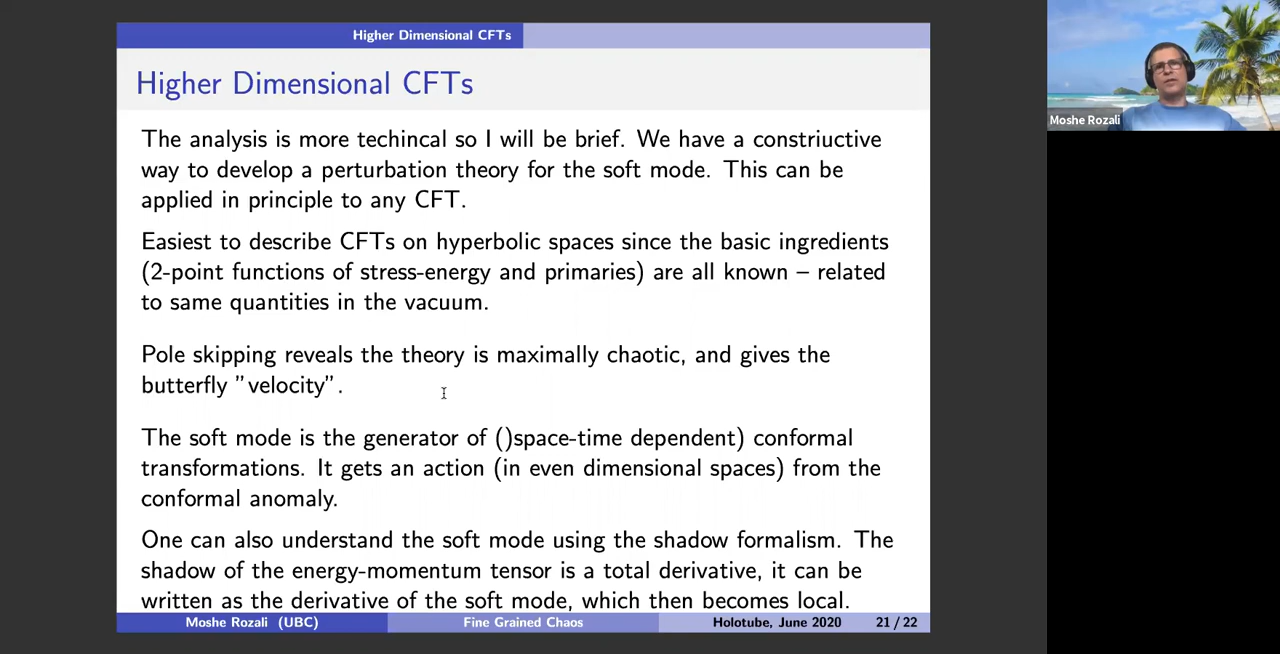 Higher Dimensional CFTs
Higher Dimensional CFTs
The analysis is more techincal so I will be brief. We have a constriuctive
way to develop a perturbation theory for the soft mode. This can be
applied in principle to any CFT.
Easiest to describe CFTs on hyperbolic spaces since the basic ingredients
(2-point functions of stress-energy and primaries) are all known – related
to same quantities in the vacuum.
Pole skipping reveals the theory is maximally chaotic, and gives the
butterfly "velocity".
The soft mode is the generator of ()space-time dependent) conformal
transformations. It gets an action (in even dimensional spaces) from the
conformal anomaly.
One can also understand the soft mode using the shadow formalism. The
shadow of the energy-momentum tensor is a total derivative, it can be
written as the derivative of the soft mode, which then becomes local.
Moshe Rozali (UBC) Fine Grained Chaos Holotube, June 2020 21 / 22
Moshe Rozali